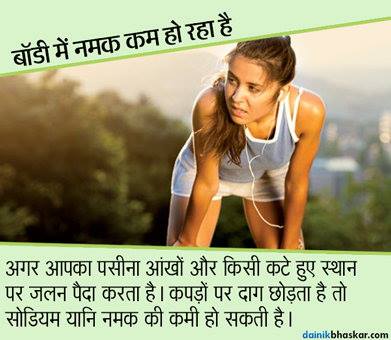 बॉडी में नमक कम हो रहा है
अगर आपका पसीना आंखों और किसी कटे हुए स्थान
पर जलन पैदा करता है। कपड़ों पर दाग छोड़ता है तो
सोडियम यानि नमक की कमी हो सकती है।
dainikbhaskar.com